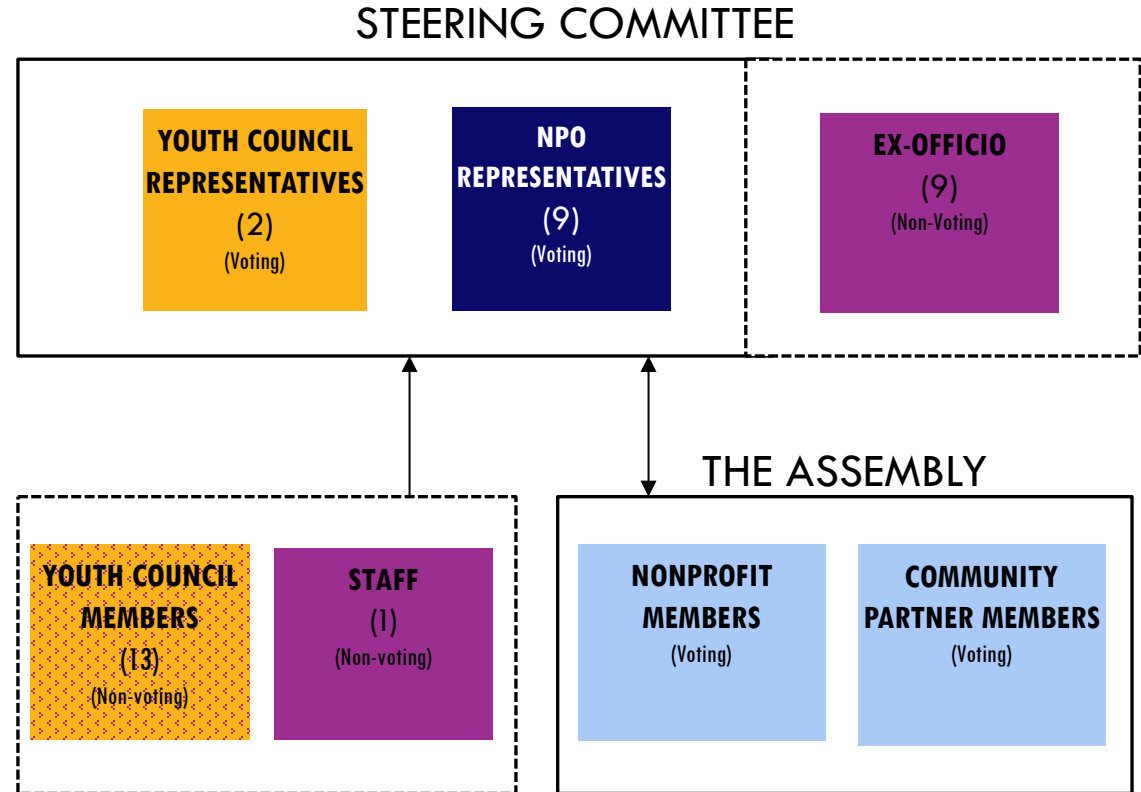 STEERING COMMITTEE
YOUTH COUNCIL
REPRESENTATIVES
(2)
(Voting)
NPO
REPRESENTATIVES
(9)
(Voting)
EX-OFFICIO
(9)
(Non-Voting)
THE ASSEMBLY
YOUTH COUNCIL
MEMBERS
(13)
(Non-voting)
STAFF
(1)
(Non-voting)
NONPROFIT
MEMBERS
(Voting)
COMMUNITY
PARTNER MEMBERS
(Voting)